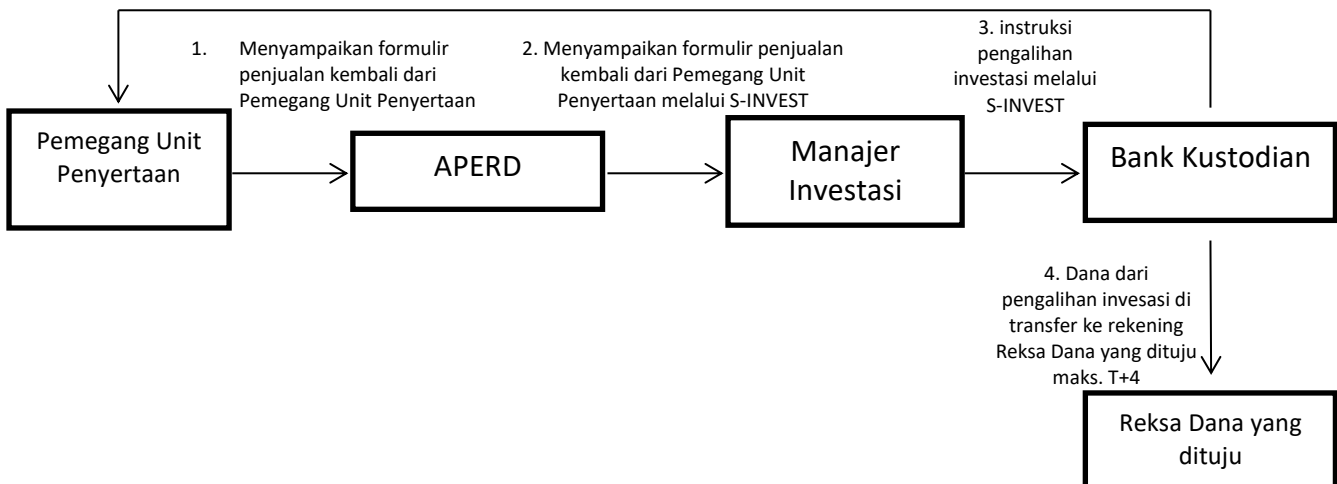 1. Menyampaikan formulir
penjualan kembali dari
Pemegang Unit Penyertaan
2. Menyampaikan formulir penjualan
kembali dari Pemegang Unit
Penyertaan melalui S-INVEST
3. instruksi
pengalihan
investasi melalui
S-INVEST
Pemegang Unit
Penyertaan
APERD
Manajer
Investasi
Bank Kustodian
4. Dana dari
pengalihan invesasi di
transfer ke rekening
Reksa Dana yang dituju
maks. T+4
Reksa Dana yang
dituju